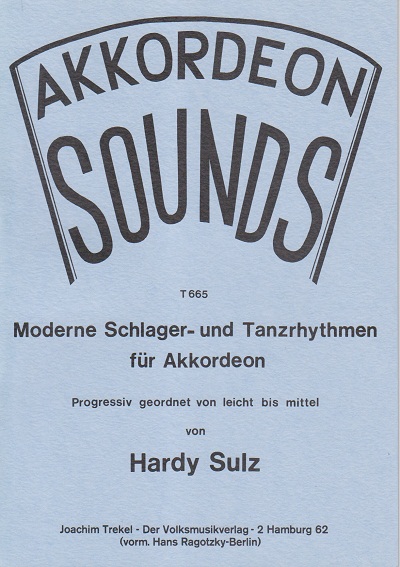 AKKORDEON
SOUNDS
T 665
Moderne Schlager- und Tanzrhythmen
für Akkordeon
Progressiv geordnet von leicht bis mittel
von
Hardy Sulz
Joachim Trekel - Der Volksmusikverlag - 2 Hamburg 62
(vorm. Hans Ragotzky-Berlin)